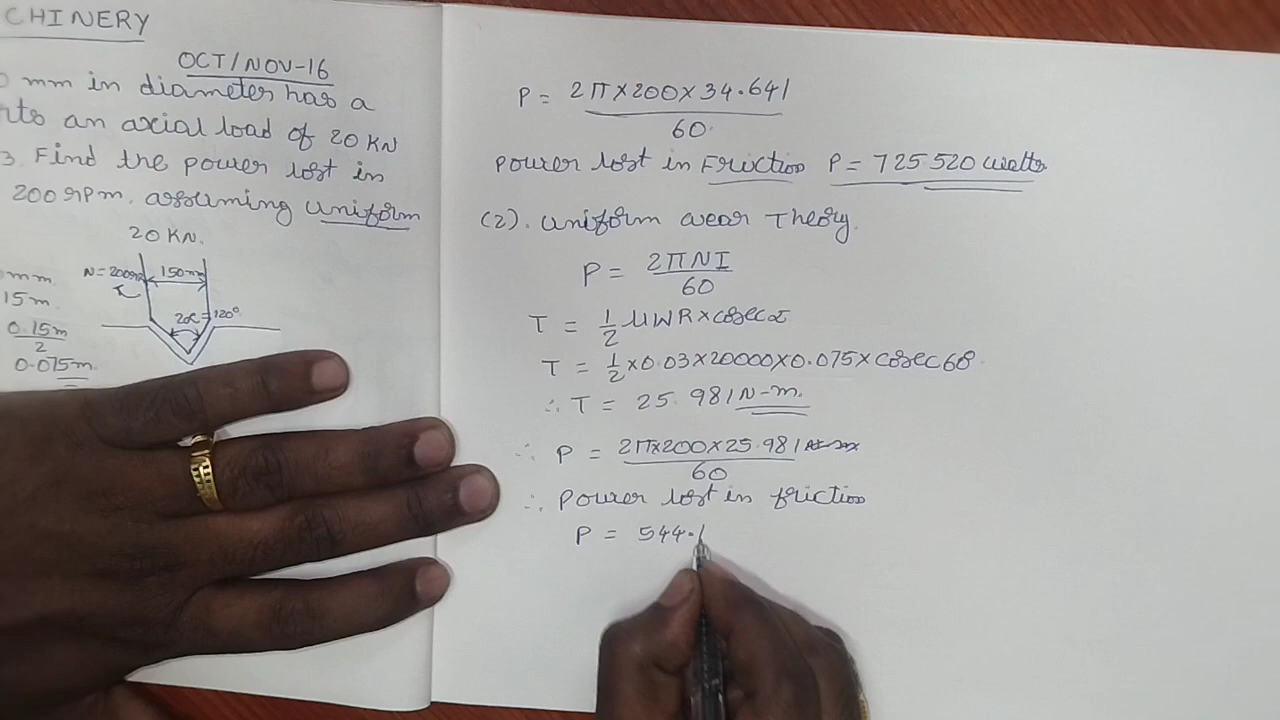 CHINERY
OCT/NOV-16
mm in diameter has a
an axial load of 20 KN
3. Find the power lost in
200 rpm. assuming uniform
20 KN.
N=200rpm
150mm
2α=120°
mm
15m
0.15m
2
0.075m
P = 2π×200×34.641
60
Power lost in Friction P = 725.520 watts
(2). Uniform wear Theory.
P = 2πNT
60
T = 1/2 μWR×cosec α
T = 1/2 ×0.03×20000×0.075×cosec 60°
∴ T = 25.981 N-m.
∴ P = 2π×200×25.981
60
∴ Power lost in friction
P = 544.1